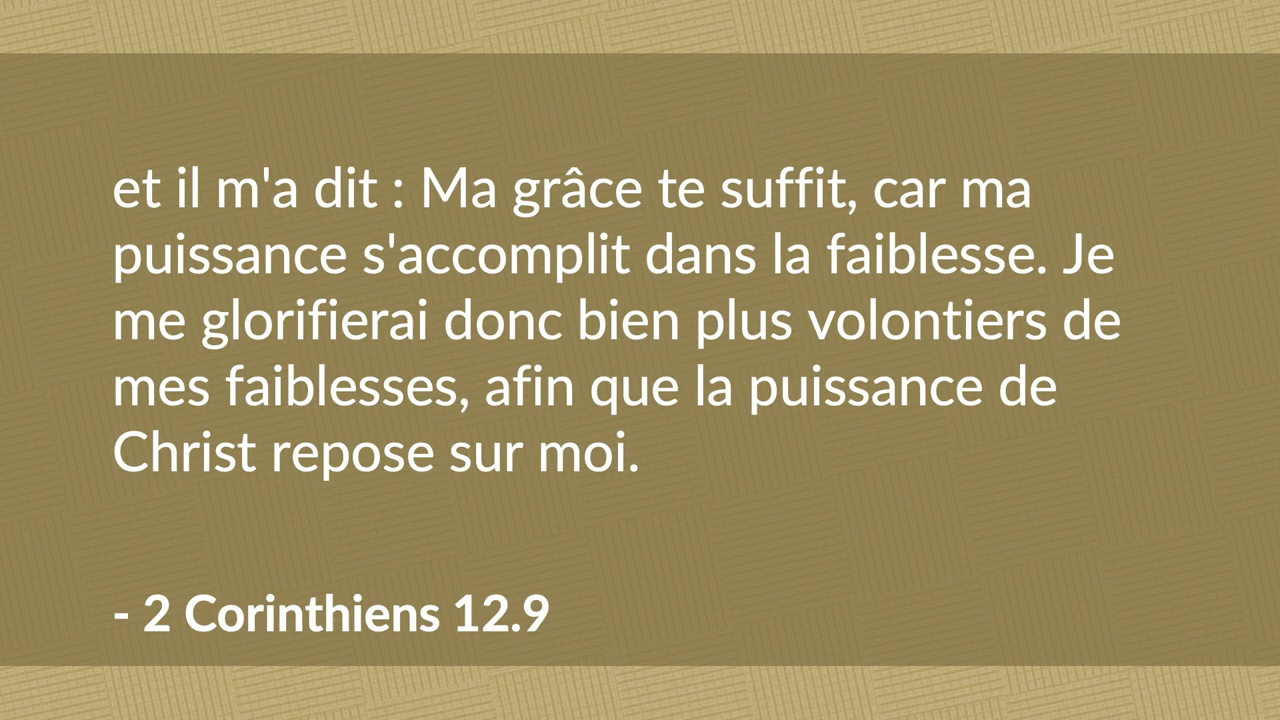 et il m'a dit : Ma grâce te suffit, car ma
puissance s'accomplit dans la faiblesse. Je
me glorifierai donc bien plus volontiers de
mes faiblesses, afin que la puissance de
Christ repose sur moi.
- 2 Corinthiens 12.9